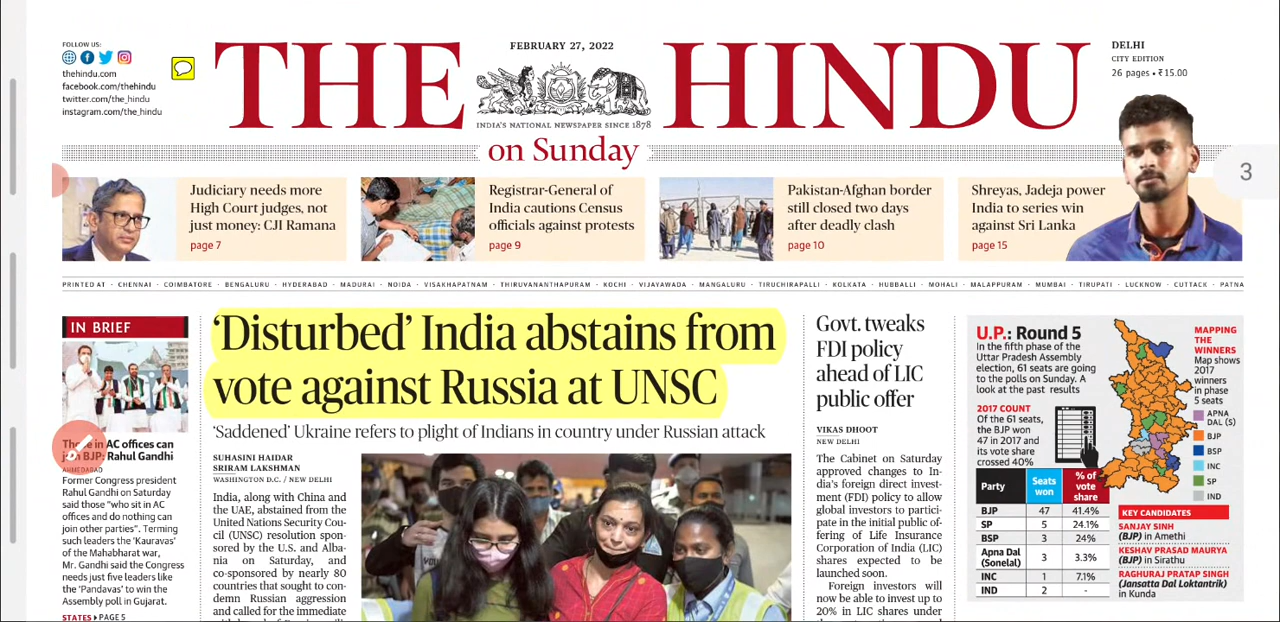 FOLLOW US:
thehindu.com
facebook.com/thehindu
twitter.com/the_hindu
instagram.com/the_hindu
FEBRUARY 27, 2022
THE HINDU
INDIA'S NATIONAL NEWSPAPER SINCE 1878
on Sunday
DELHI
CITY EDITION
26 pages • ₹15.00
3
Judiciary needs more
High Court judges, not
just money: CJI Ramana
page 7
Registrar-General of
India cautions Census
officials against protests
page 9
Pakistan-Afghan border
still closed two days
after deadly clash
page 10
Shreyas, Jadeja power
India to series win
against Sri Lanka
page 15
PRINTED AT · CHENNAI · COIMBATORE · BENGALURU · HYDERABAD · MADURAI · NOIDA · VISAKHAPATNAM · THIRUVANANTHAPURAM · KOCHI · VIJAYAWADA · MANGALURU · TIRUCHIRAPALLI · KOLKATA · HUBBALLI · MOHALI · MALAPPURAM · MUMBAI · TIRUPATI · LUCKNOW · CUTTACK · PATNA
IN BRIEF
in AC offices can
BJP: Rahul Gandhi
AHMEDABAD
Former Congress president
Rahul Gandhi on Saturday
said those "who sit in AC
offices and do nothing can
join other parties". Terming
such leaders the 'Kauravas'
of the Mahabharat war,
Mr. Gandhi said the Congress
needs just five leaders like
the 'Pandavas' to win the
Assembly poll in Gujarat.
STATES PAGE 5
'Disturbed' India abstains from
vote against Russia at UNSC
'Saddened' Ukraine refers to plight of Indians in country under Russian attack
SUHASINI HAIDAR
SRIRAM LAKSHMAN
WASHINGTON D.C. / NEW DELHI
India, along with China and
the UAE, abstained from the
United Nations Security Coun-
cil (UNSC) resolution spon-
sored by the U.S. and Alba-
nia on Saturday, and
co-sponsored by nearly 80
countries that sought to con-
demn Russian aggression
and called for the immediate
Govt. tweaks
FDI policy
ahead of LIC
public offer
VIKAS DHOOT
NEW DELHI
The Cabinet on Saturday
approved changes to In-
dia's foreign direct invest-
ment (FDI) policy to allow
global investors to partici-
pate in the initial public of-
fering of Life Insurance
Corporation of India (LIC)
shares expected to be
launched soon.
Foreign investors will
now be able to invest up to
20% in LIC shares under
U.P.: Round 5
In the fifth phase of the
Uttar Pradesh Assembly
election, 61 seats are going
to the polls on Sunday. A
look at the past results
2017 COUNT
Of the 61 seats,
the BJP won
47 in 2017 and
its vote share
crossed 40%
MAPPING
THE
WINNERS
Map shows
2017
winners
in phase
5 seats
APNA
DAL (S)
BJP
BSP
INC
SP
IND
Party Seats won % of vote share
BJP 47 41.4%
SP 5 24.1%
BSP 3 24%
Apna Dal (Sonelal) 3 3.3%
INC 1 7.1%
IND 2 -
KEY CANDIDATES
SANJAY SINH
(BJP) in Amethi
KESHAV PRASAD MAURYA
(BJP) in Sirathu
RAGHURAJ PRATAP SINGH
(Jansatta Dal Loktantrik)
in Kunda